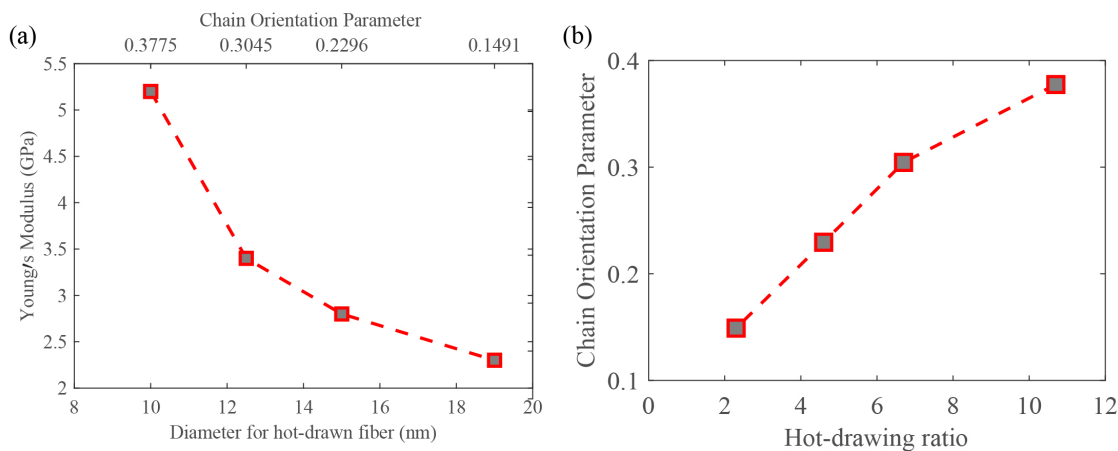 (a)
Chain Orientation Parameter
0.3775 0.3045 0.2296 0.1491
5.5
5
4.5
4
3.5
3
2.5
2
Young's Modulus (GPa)
8 10 12 14 16 18 20
Diameter for hot-drawn fiber (nm)
(b)
0.4
0.3
0.2
0.1
Chain Orientation Parameter
0 2 4 6 8 10 12
Hot-drawing ratio